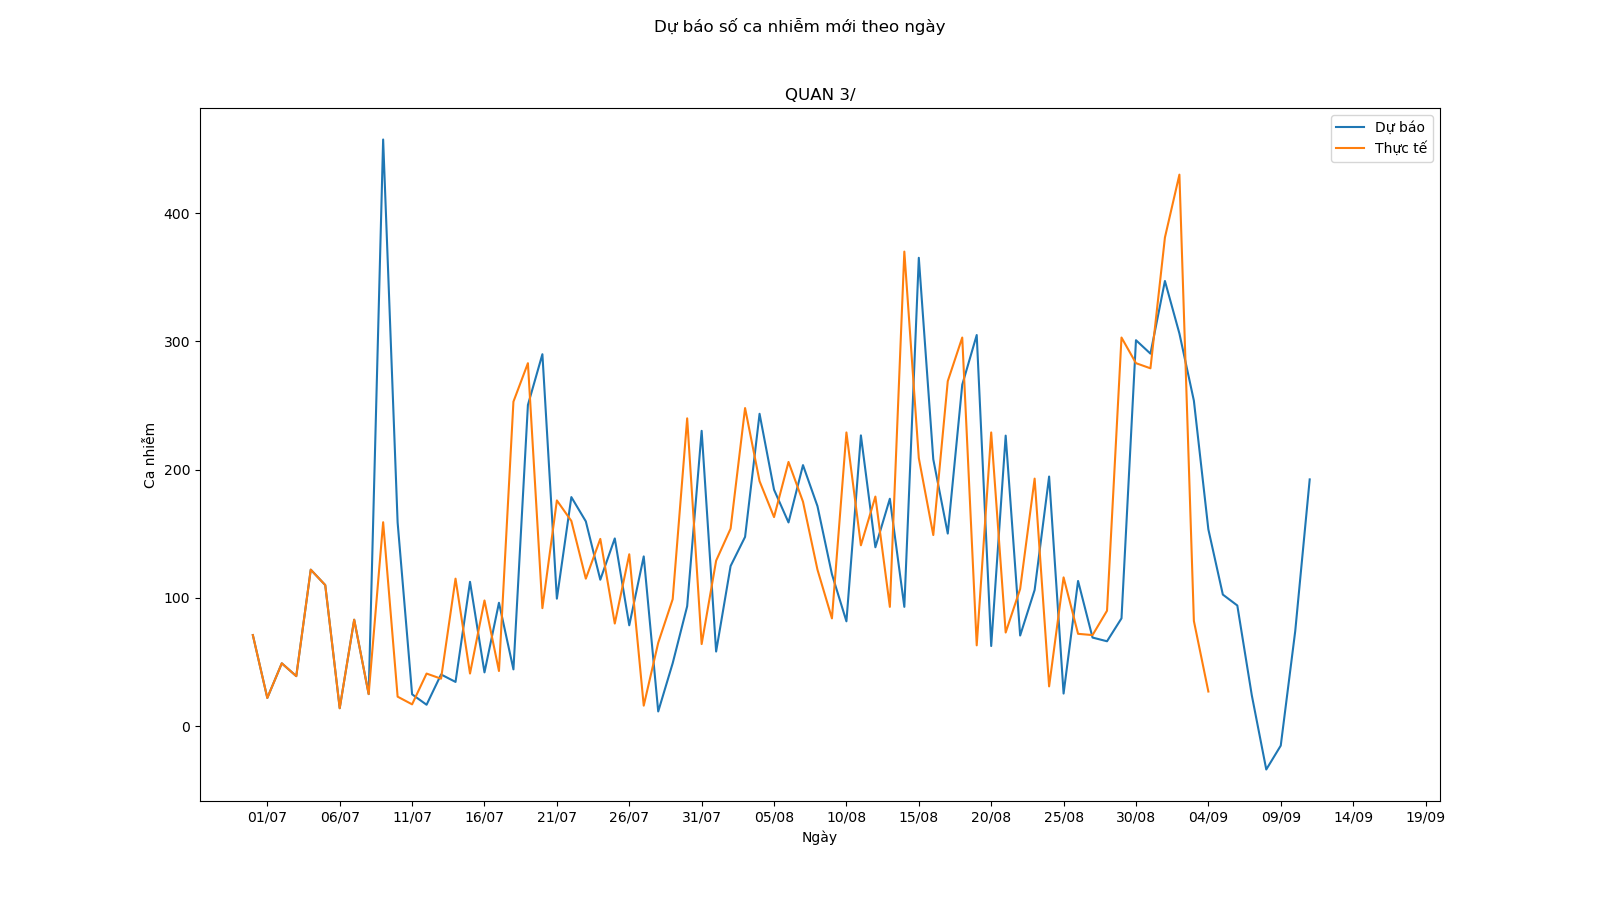 Dự báo số ca nhiễm mới theo ngày
QUAN 3/
Dự báo
Thực tế
400
300
200
100
0
Ca nhiễm
01/07 06/07 11/07 16/07 21/07 26/07 31/07 05/08 10/08 15/08 20/08 25/08 30/08 04/09 09/09 14/09 19/09
Ngày